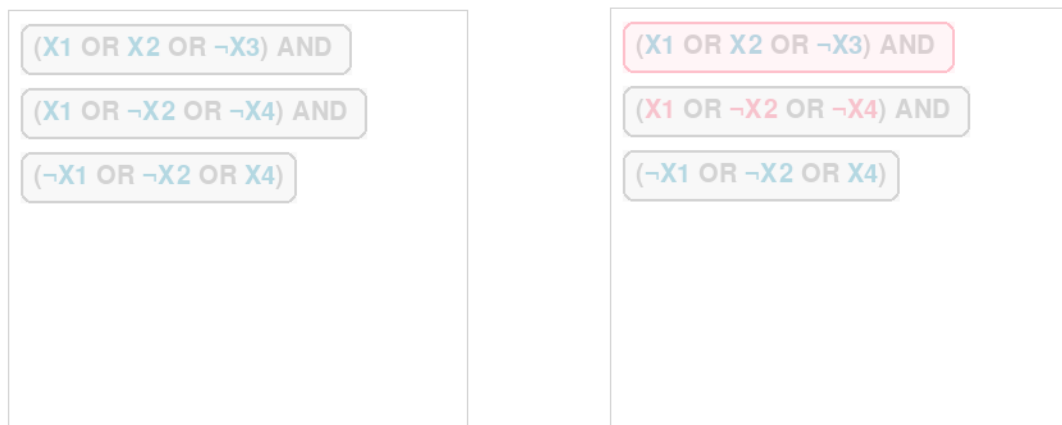 (X1 OR X2 OR ¬X3) AND
(X1 OR ¬X2 OR ¬X4) AND
(¬X1 OR ¬X2 OR X4)
(X1 OR X2 OR ¬X3) AND
(X1 OR ¬X2 OR ¬X4) AND
(¬X1 OR ¬X2 OR X4)